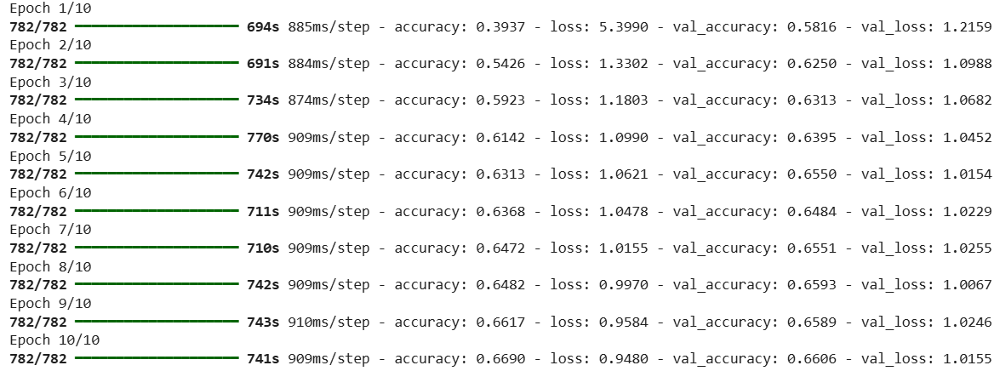 Epoch 1/10
782/782 ━━━━━━━━━━━━━━━━━━━━ 694s 885ms/step - accuracy: 0.3937 - loss: 5.3990 - val_accuracy: 0.5816 - val_loss: 1.2159
Epoch 2/10
782/782 ━━━━━━━━━━━━━━━━━━━━ 691s 884ms/step - accuracy: 0.5426 - loss: 1.3302 - val_accuracy: 0.6250 - val_loss: 1.0988
Epoch 3/10
782/782 ━━━━━━━━━━━━━━━━━━━━ 734s 874ms/step - accuracy: 0.5923 - loss: 1.1803 - val_accuracy: 0.6313 - val_loss: 1.0682
Epoch 4/10
782/782 ━━━━━━━━━━━━━━━━━━━━ 770s 909ms/step - accuracy: 0.6142 - loss: 1.0990 - val_accuracy: 0.6395 - val_loss: 1.0452
Epoch 5/10
782/782 ━━━━━━━━━━━━━━━━━━━━ 742s 909ms/step - accuracy: 0.6313 - loss: 1.0621 - val_accuracy: 0.6550 - val_loss: 1.0154
Epoch 6/10
782/782 ━━━━━━━━━━━━━━━━━━━━ 711s 909ms/step - accuracy: 0.6368 - loss: 1.0478 - val_accuracy: 0.6484 - val_loss: 1.0229
Epoch 7/10
782/782 ━━━━━━━━━━━━━━━━━━━━ 710s 909ms/step - accuracy: 0.6472 - loss: 1.0155 - val_accuracy: 0.6551 - val_loss: 1.0255
Epoch 8/10
782/782 ━━━━━━━━━━━━━━━━━━━━ 742s 909ms/step - accuracy: 0.6482 - loss: 0.9970 - val_accuracy: 0.6593 - val_loss: 1.0067
Epoch 9/10
782/782 ━━━━━━━━━━━━━━━━━━━━ 743s 910ms/step - accuracy: 0.6617 - loss: 0.9584 - val_accuracy: 0.6589 - val_loss: 1.0246
Epoch 10/10
782/782 ━━━━━━━━━━━━━━━━━━━━ 741s 909ms/step - accuracy: 0.6690 - loss: 0.9480 - val_accuracy: 0.6606 - val_loss: 1.0155